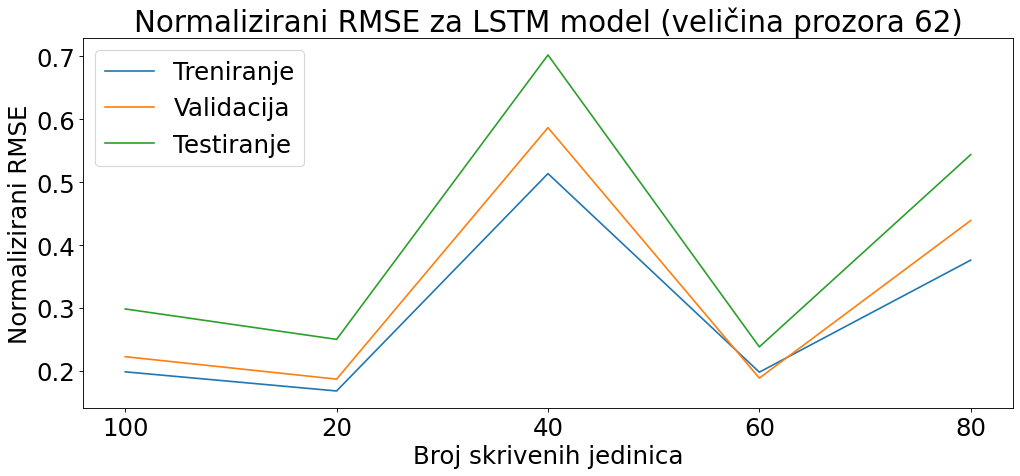 Normalizirani RMSE za LSTM model (veličina prozora 62)
Treniranje
Validacija
Testiranje
Normalizirani RMSE
0.7
0.6
0.5
0.4
0.3
0.2
100 20 40 60 80
Broj skrivenih jedinica